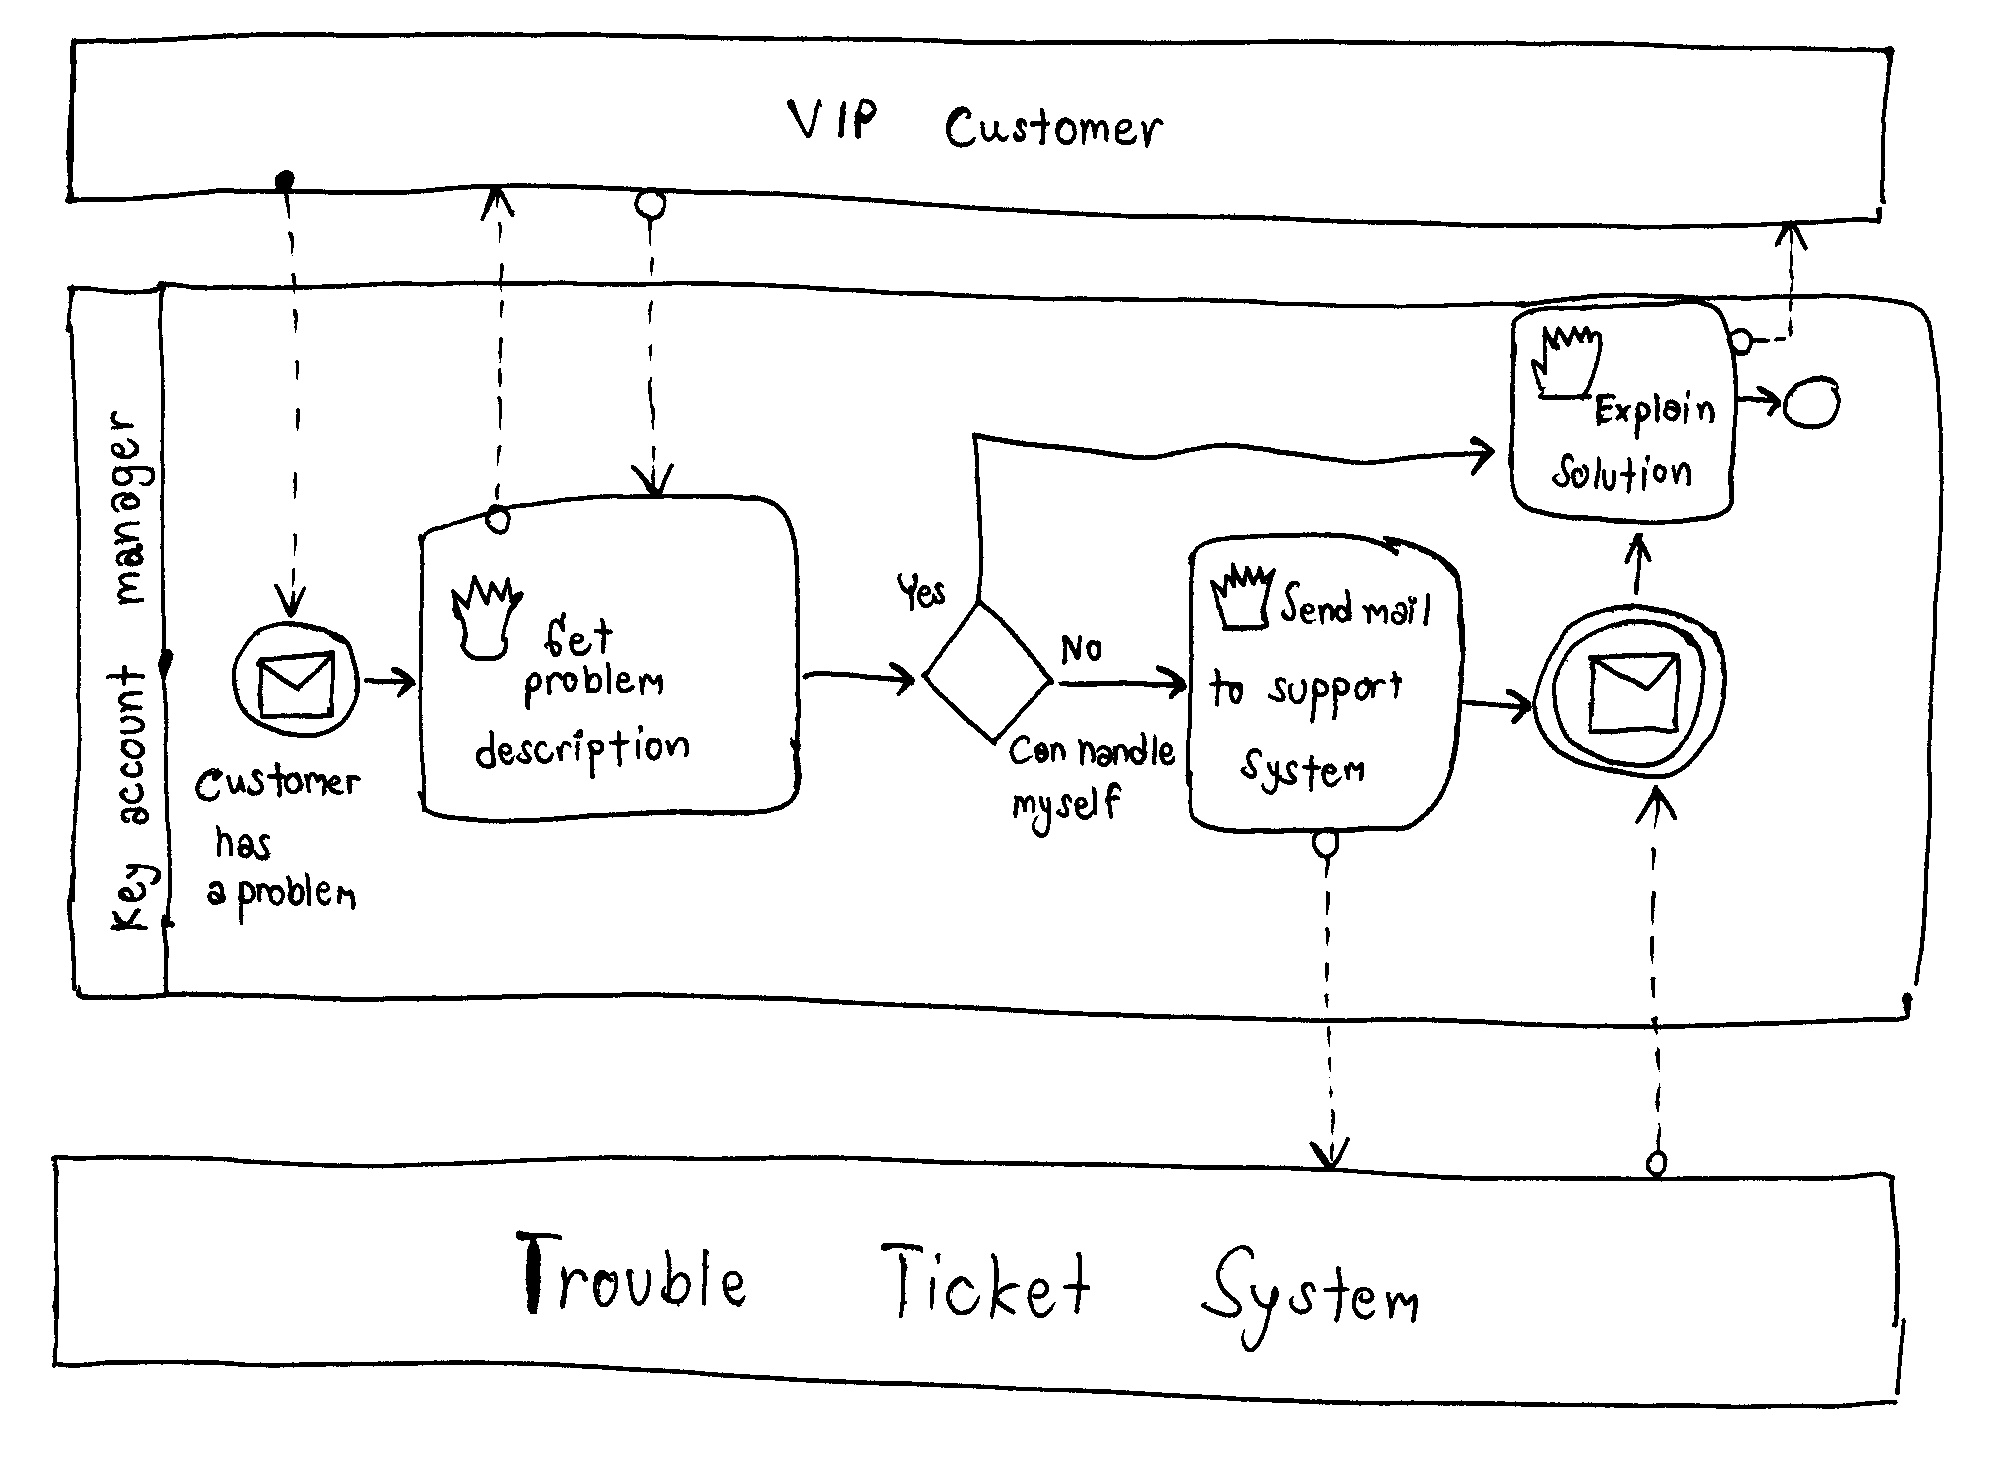 VIP Customer
Key account manager
Customer
has
a problem
Get
problem
description
Yes
No
Can handle
myself
Send mail
to support
system
Explain
solution
Trouble Ticket System